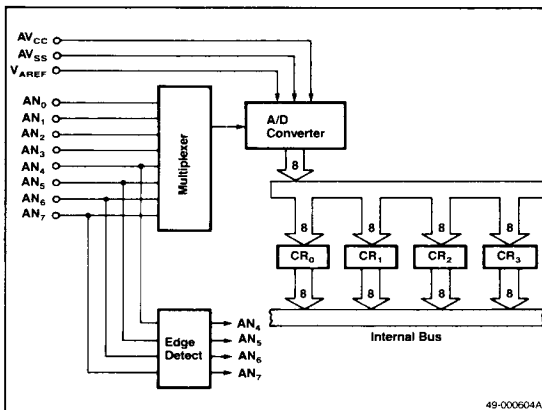 AVCC
AVSS
VAREF
AN0
AN1
AN2
AN3
AN4
AN5
AN6
AN7
Multiplexer
A/D
Converter
8
8 8 8 8
CR0 CR1 CR2 CR3
8 8 8 8
Internal Bus
Edge
Detect
AN4
AN5
AN6
AN7
49-000604A